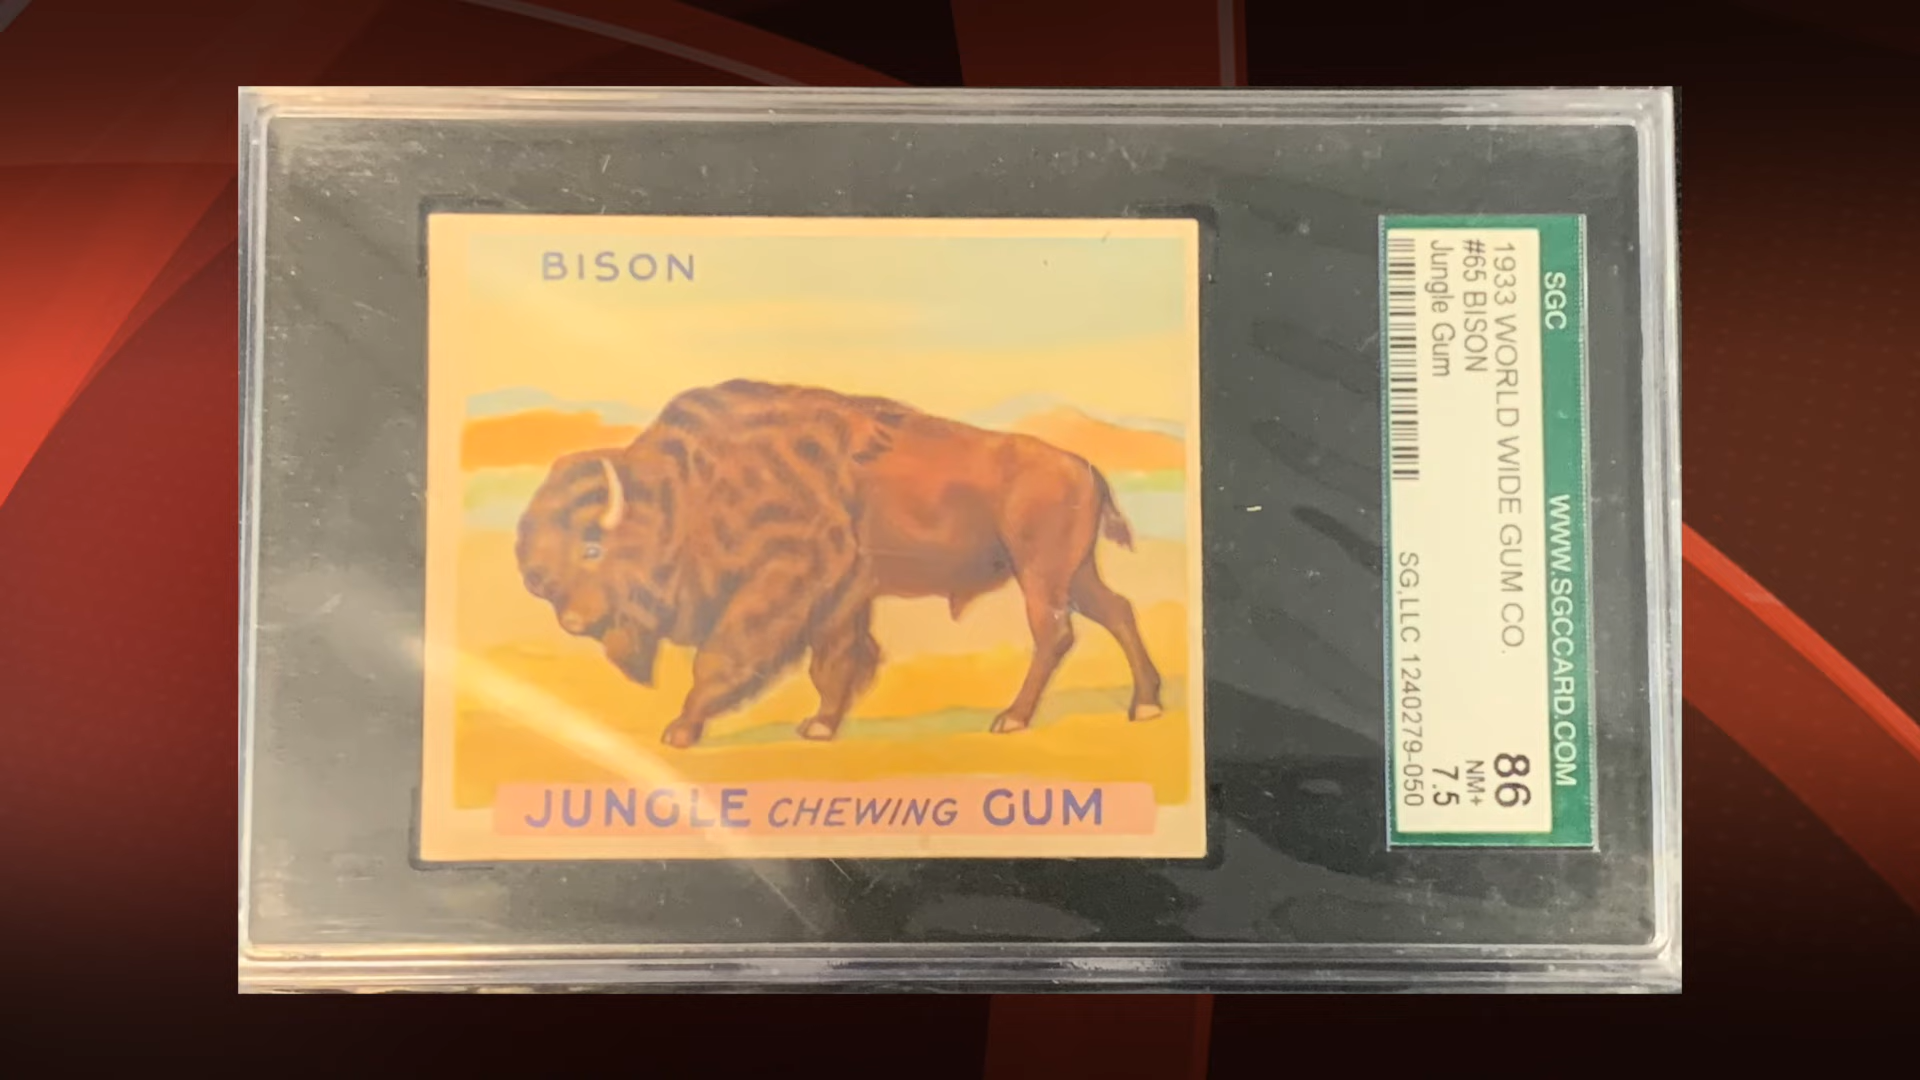 BISON
JUNGLE CHEWING GUM
SGC WWW.SGCCARD.COM
1933 WORLD WIDE GUM CO. 86
#65 BISON NM+
Jungle Gum 7.5
SG,LLC 1240279-050